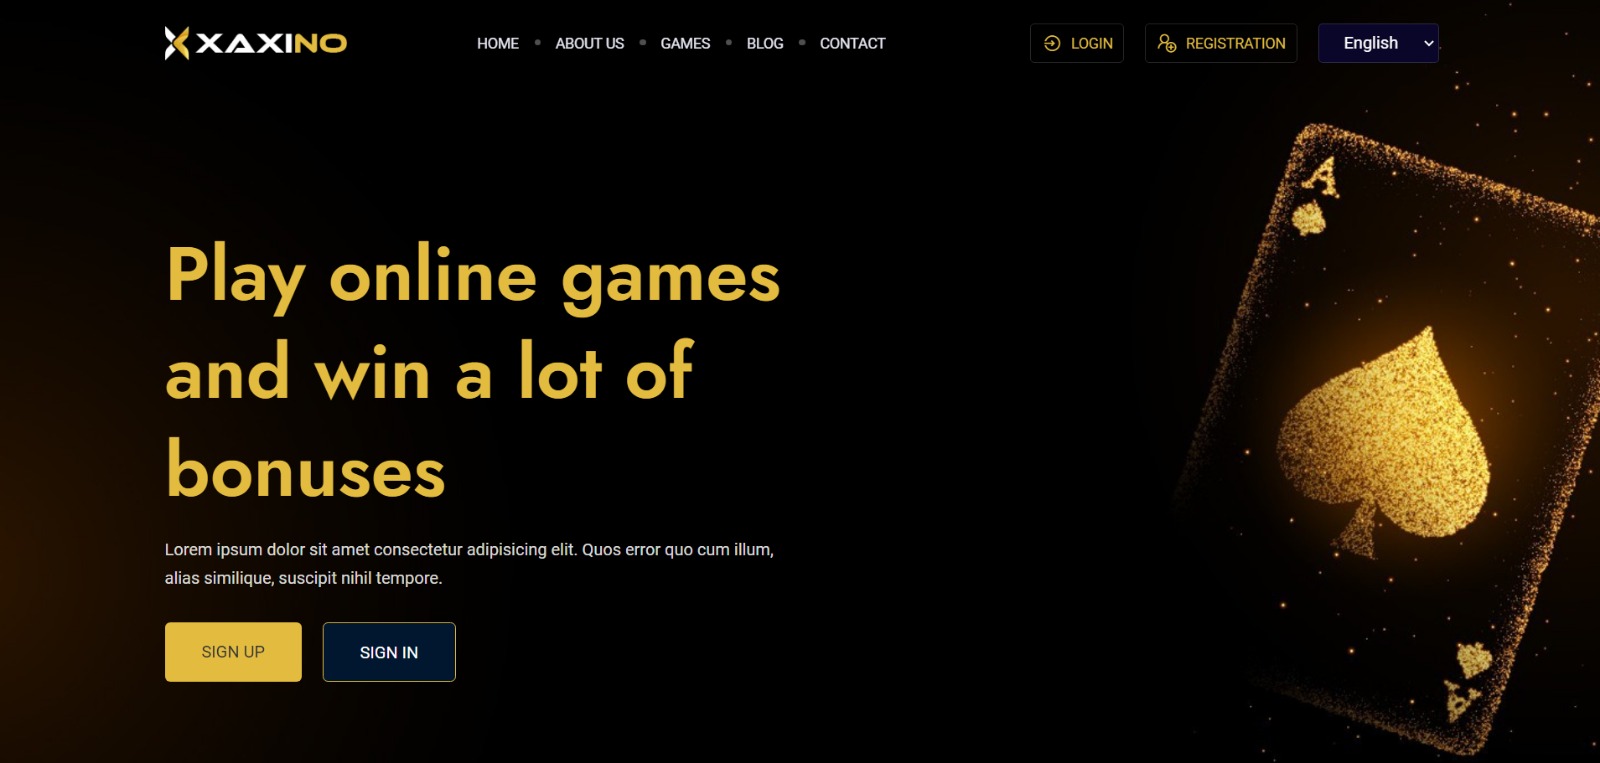 XAXINO
HOME
ABOUT US
GAMES
BLOG
CONTACT
LOGIN
REGISTRATION
English
A
Play online games
and win a lot of
bonuses
Lorem ipsum dolor sit amet consectetur adipisicing elit. Quos error quo cum illum,
alias similique, suscipit nihil tempore.
SIGN UP
SIGN IN
A